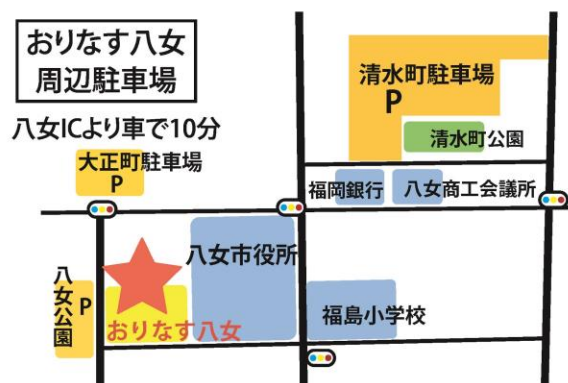 おりなす八女
周辺駐車場
八女ICより車で10分
大正町駐車場
P
清水町駐車場
P
清水町公園
福岡銀行
八女商工会議所
八女市役所
八女公園
P
おりなす八女
福島小学校